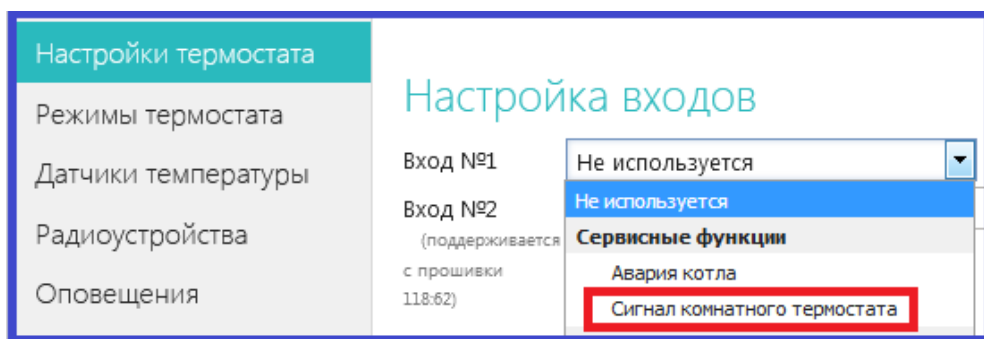 Настройки термостата
Режимы термостата
Датчики температуры
Радиоустройства
Оповещения
Настройка входов
Вход №1
Не используется
Вход №2
(поддерживается
с прошивки
118:62)
Не используется
Сервисные функции
Авария котла
Сигнал комнатного термостата